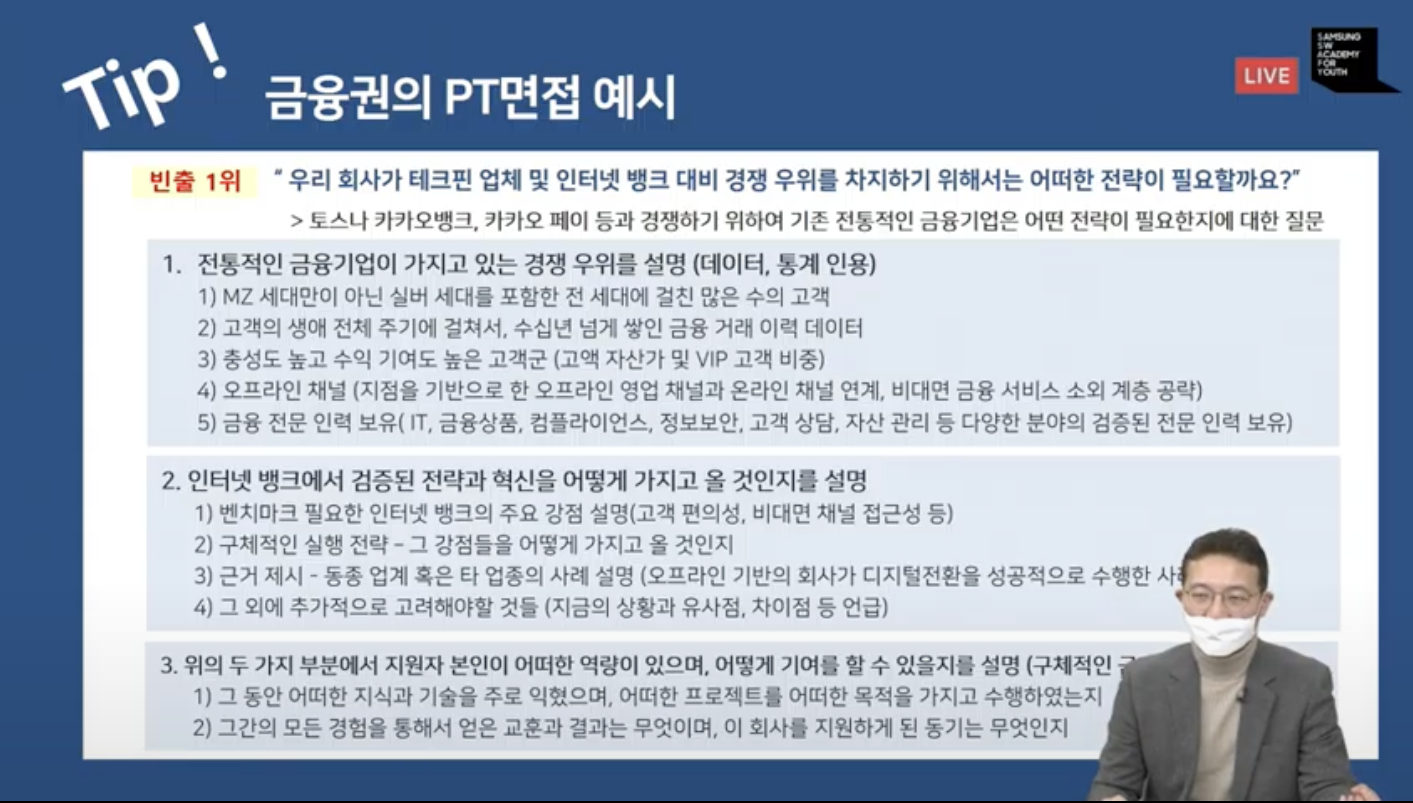 Tip!
금융권의 PT면접 예시
LIVE
SAMSUNG
SW
ACADEMY
FOR
YOUTH
빈출 1위
“ 우리 회사가 테크핀 업체 및 인터넷 뱅크 대비 경쟁 우위를 차지하기 위해서는 어떠한 전략이 필요할까요?”
> 토스나 카카오뱅크, 카카오 페이 등과 경쟁하기 위하여 기존 전통적인 금융기업은 어떤 전략이 필요한지에 대한 질문
1. 전통적인 금융기업이 가지고 있는 경쟁 우위를 설명 (데이터, 통계 인용)
1) MZ 세대만이 아닌 실버 세대를 포함한 전 세대에 걸친 많은 수의 고객
2) 고객의 생애 전체 주기에 걸쳐서, 수십년 넘게 쌓인 금융 거래 이력 데이터
3) 충성도 높고 수익 기여도 높은 고객군 (고액 자산가 및 VIP 고객 비중)
4) 오프라인 채널 (지점을 기반으로 한 오프라인 영업 채널과 온라인 채널 연계, 비대면 금융 서비스 소외 계층 공략)
5) 금융 전문 인력 보유( IT, 금융상품, 컴플라이언스, 정보보안, 고객 상담, 자산 관리 등 다양한 분야의 검증된 전문 인력 보유)
2. 인터넷 뱅크에서 검증된 전략과 혁신을 어떻게 가지고 올 것인지를 설명
1) 벤치마크 필요한 인터넷 뱅크의 주요 강점 설명(고객 편의성, 비대면 채널 접근성 등)
2) 구체적인 실행 전략 – 그 강점들을 어떻게 가지고 올 것인지
3) 근거 제시 - 동종 업계 혹은 타 업종의 사례 설명 (오프라인 기반의 회사가 디지털전환을 성공적으로 수행한
4) 그 외에 추가적으로 고려해야할 것들 (지금의 상황과 유사점, 차이점 등 언급)
3. 위의 두 가지 부분에서 지원자 본인이 어떠한 역량이 있으며, 어떻게 기여를 할 수 있을지를 설명 (구체적인
1) 그 동안 어떠한 지식과 기술을 주로 익혔으며, 어떠한 프로젝트를 어떠한 목적을 가지고 수행하였는지
2) 그간의 모든 경험을 통해서 얻은 교훈과 결과는 무엇이며, 이 회사를 지원하게 된 동기는 무엇인지